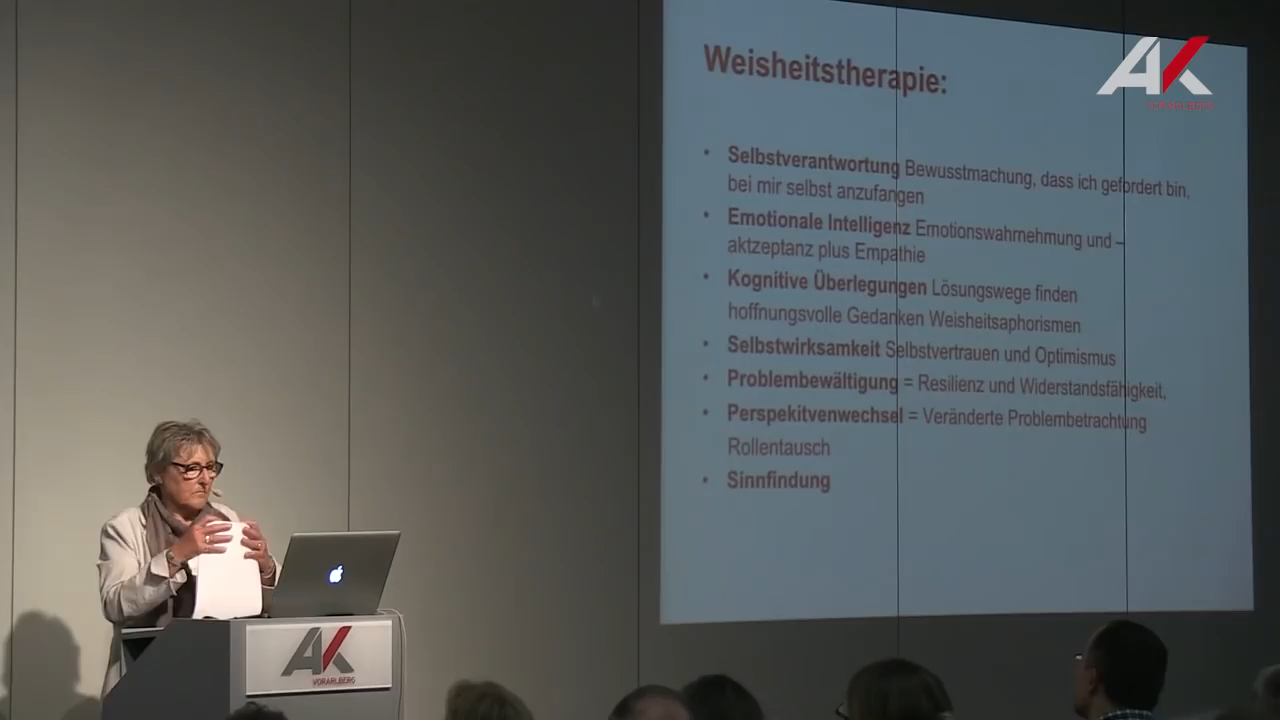 Weisheitstherapie:
• Selbstverantwortung Bewusstmachung, dass ich gefordert bin,
bei mir selbst anzufangen
• Emotionale Intelligenz Emotionswahrnehmung und –
aktzeptanz plus Empathie
• Kognitive Überlegungen Lösungswege finden
hoffnungsvolle Gedanken Weisheitsaphorismen
• Selbstwirksamkeit Selbstvertrauen und Optimismus
• Problembewältigung = Resilienz und Widerstandsfähigkeit,
• Perspekitvenwechsel = Veränderte Problembetrachtung
Rollentausch
• Sinnfindung
AK
VORARLBERG
AK
VORARLBERG